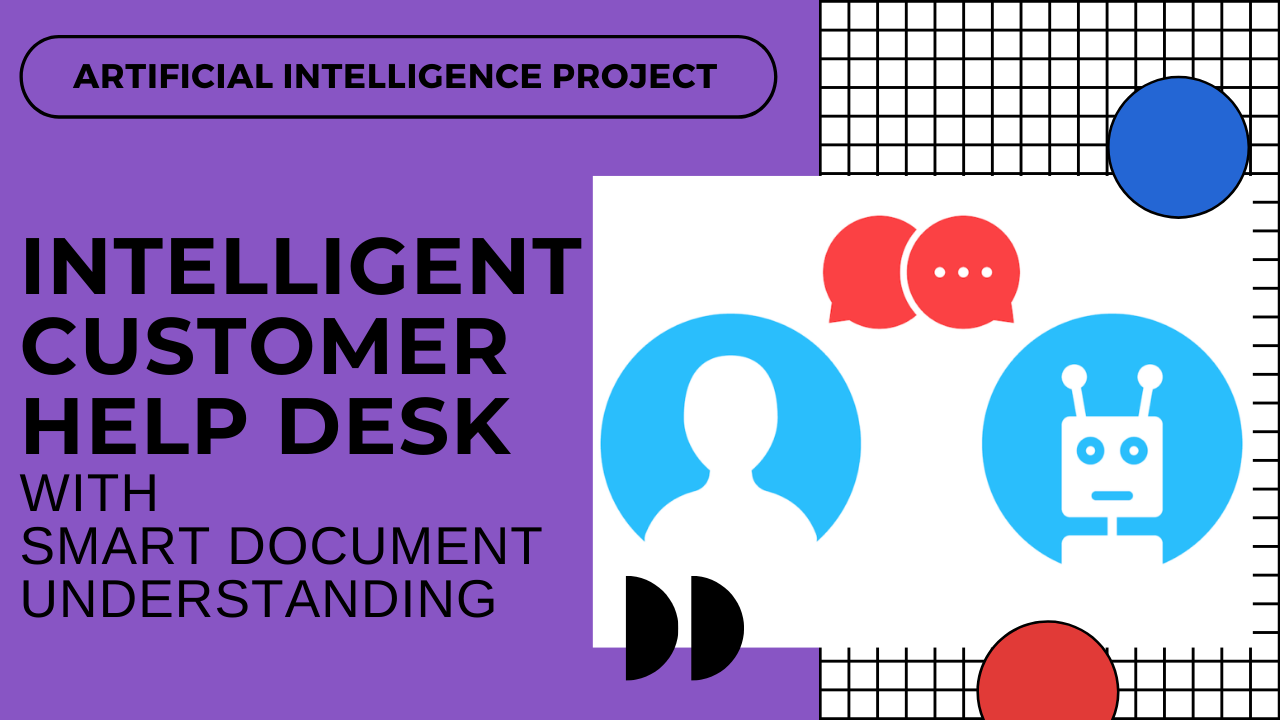 ARTIFICIAL INTELLIGENCE PROJECT
INTELLIGENT
CUSTOMER
HELP DESK
WITH
SMART DOCUMENT
UNDERSTANDING